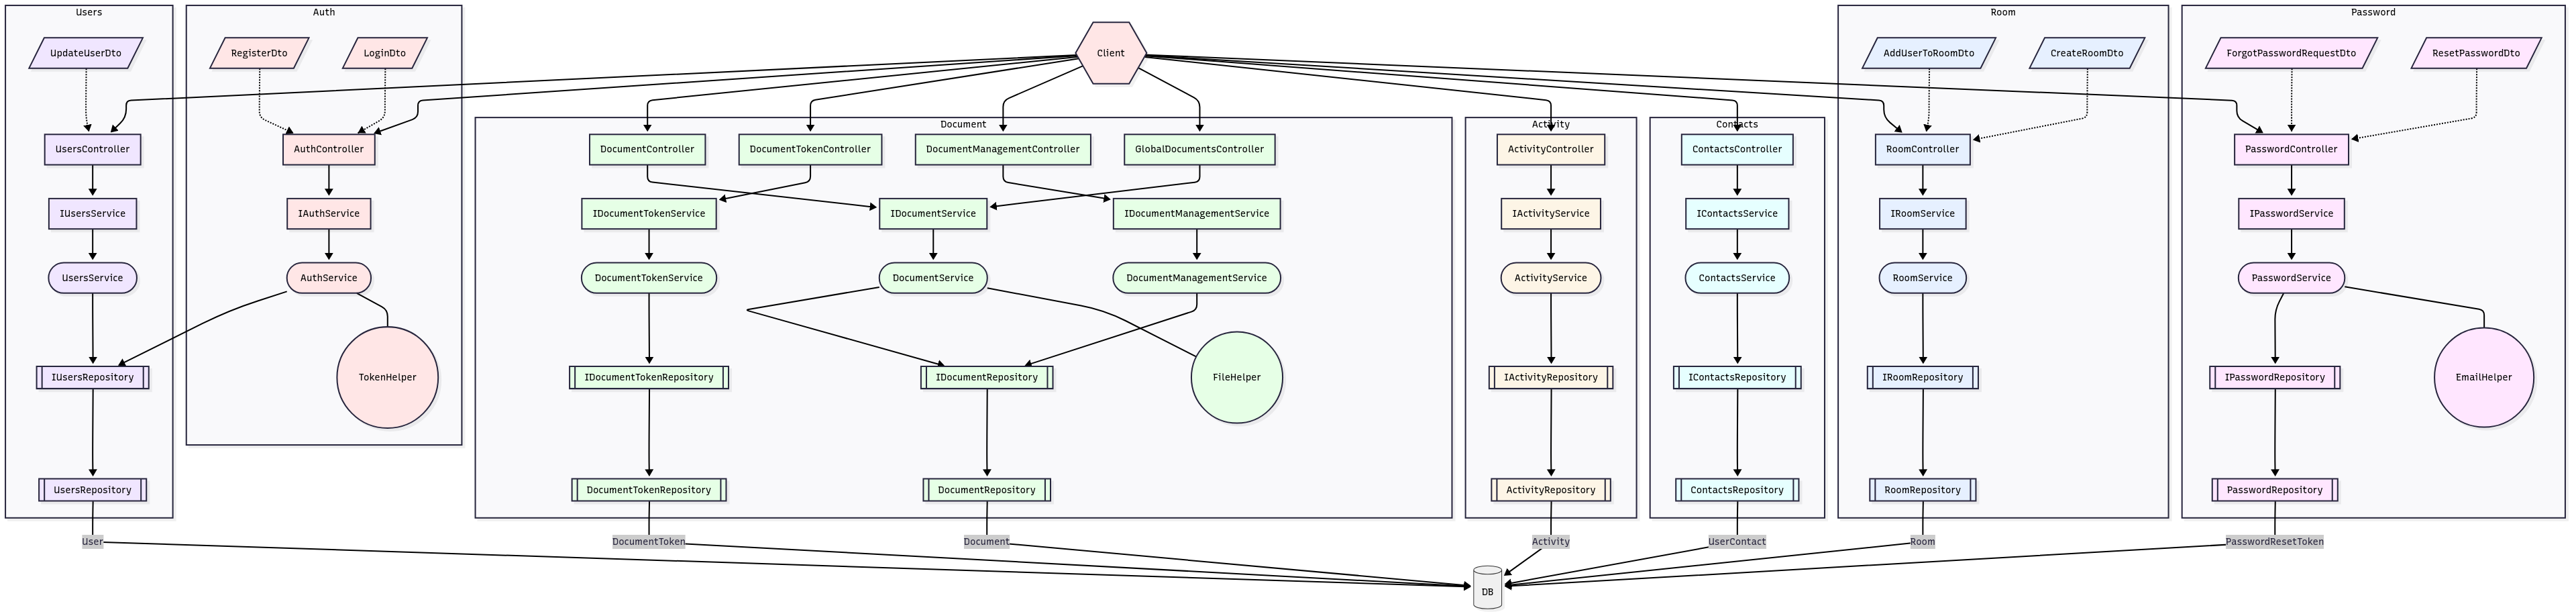 Users
Auth
Room
Password
UpdateUserDto
RegisterDto
LoginDto
Client
AddUserToRoomDto
CreateRoomDto
ForgotPasswordRequestDto
ResetPasswordDto
Document
Activity
Contacts
UsersController
AuthController
DocumentController
DocumentTokenController
DocumentManagementController
GlobalDocumentsController
ActivityController
ContactsController
RoomController
PasswordController
IUsersService
IAuthService
IDocumentTokenService
IDocumentService
IDocumentManagementService
IActivityService
IContactsService
IRoomService
IPasswordService
UsersService
AuthService
DocumentTokenService
DocumentService
DocumentManagementService
ActivityService
ContactsService
RoomService
PasswordService
IUsersRepository
TokenHelper
IDocumentTokenRepository
IDocumentRepository
FileHelper
IActivityRepository
IContactsRepository
IRoomRepository
IPasswordRepository
EmailHelper
UsersRepository
DocumentTokenRepository
DocumentRepository
ActivityRepository
ContactsRepository
RoomRepository
PasswordRepository
User
DocumentToken
Document
Activity
UserContact
Room
PasswordResetToken
DB